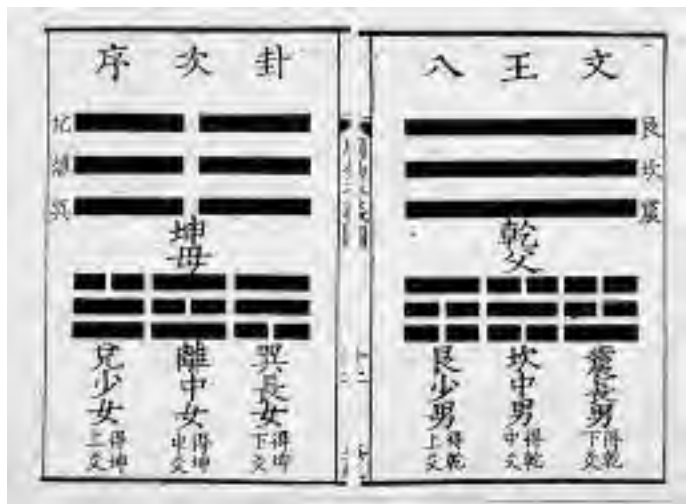 文王八
艮
坎
震
乾父
震長男
得乾下爻
坎中男
得乾中爻
艮少男
得乾上爻
卦次序
兌
離
巽
坤母
巽長女
得坤下爻
離中女
得坤中爻
兌少女
得坤上爻